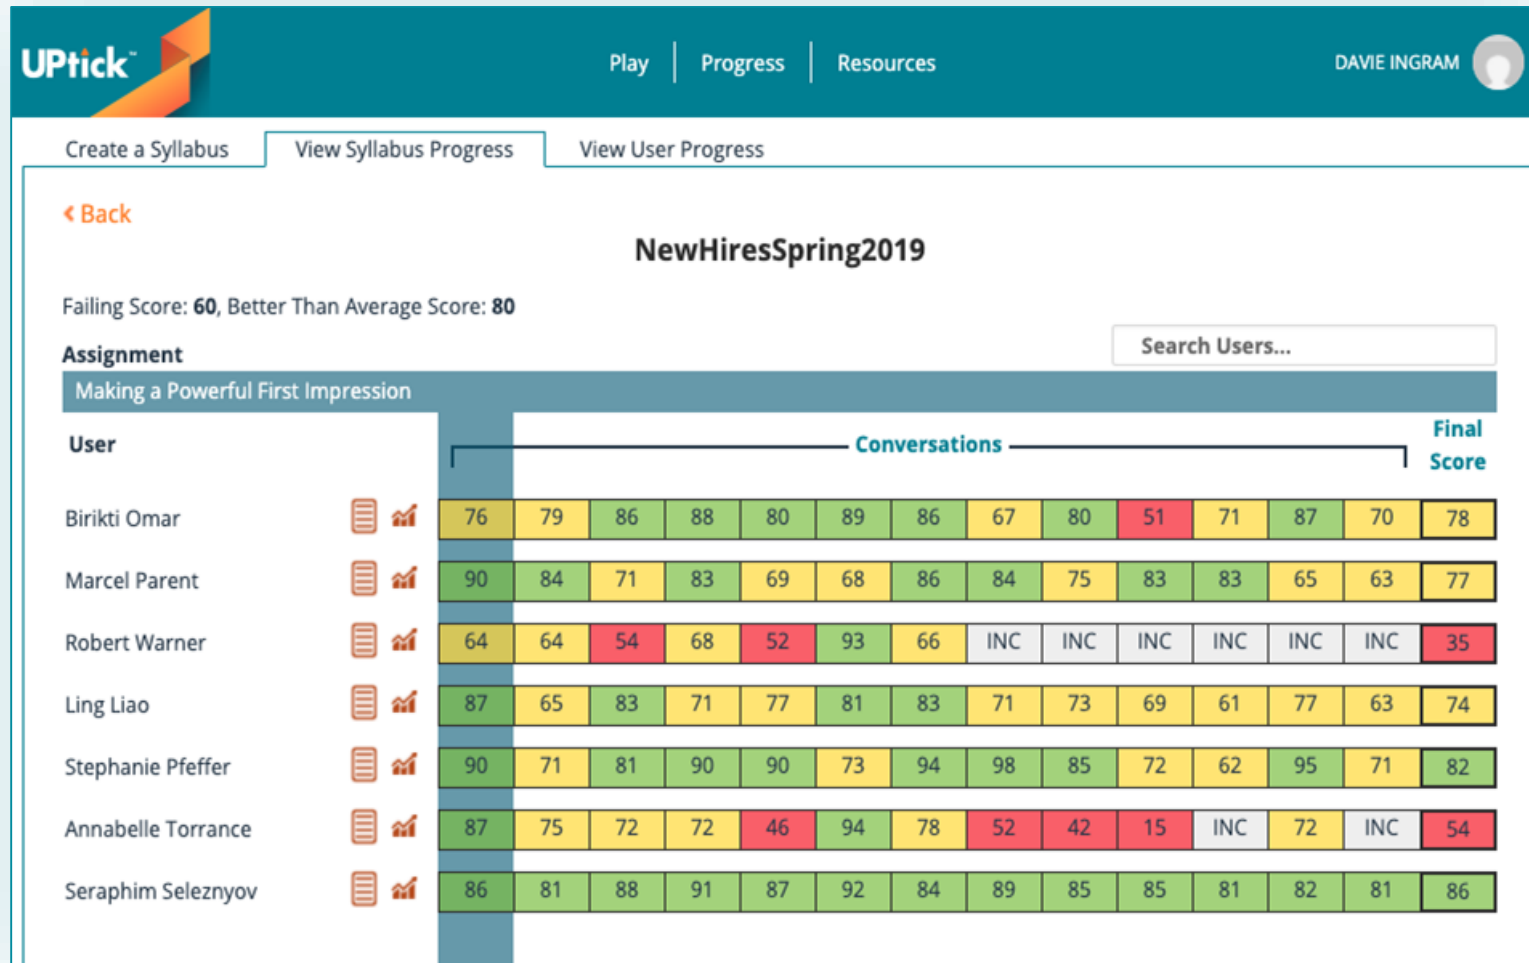 UPtick™
Play Progress Resources DAVIE INGRAM
Create a Syllabus View Syllabus Progress View User Progress
Back
NewHiresSpring2019
Failing Score: 60, Better Than Average Score: 80
Search Users...
Assignment
Making a Powerful First Impression
User Conversations Final Score
Birikti Omar 76 79 86 88 80 89 86 67 80 51 71 87 70 78
Marcel Parent 90 84 71 83 69 68 86 84 75 83 83 65 63 77
Robert Warner 64 64 54 68 52 93 66 INC INC INC INC INC INC 35
Ling Liao 87 65 83 71 77 81 83 71 73 69 61 77 63 74
Stephanie Pfeffer 90 71 81 90 90 73 94 98 85 72 62 95 71 82
Annabelle Torrance 87 75 72 72 46 94 78 52 42 15 INC 72 INC 54
Seraphim Seleznyov 86 81 88 91 87 92 84 89 85 85 81 82 81 86